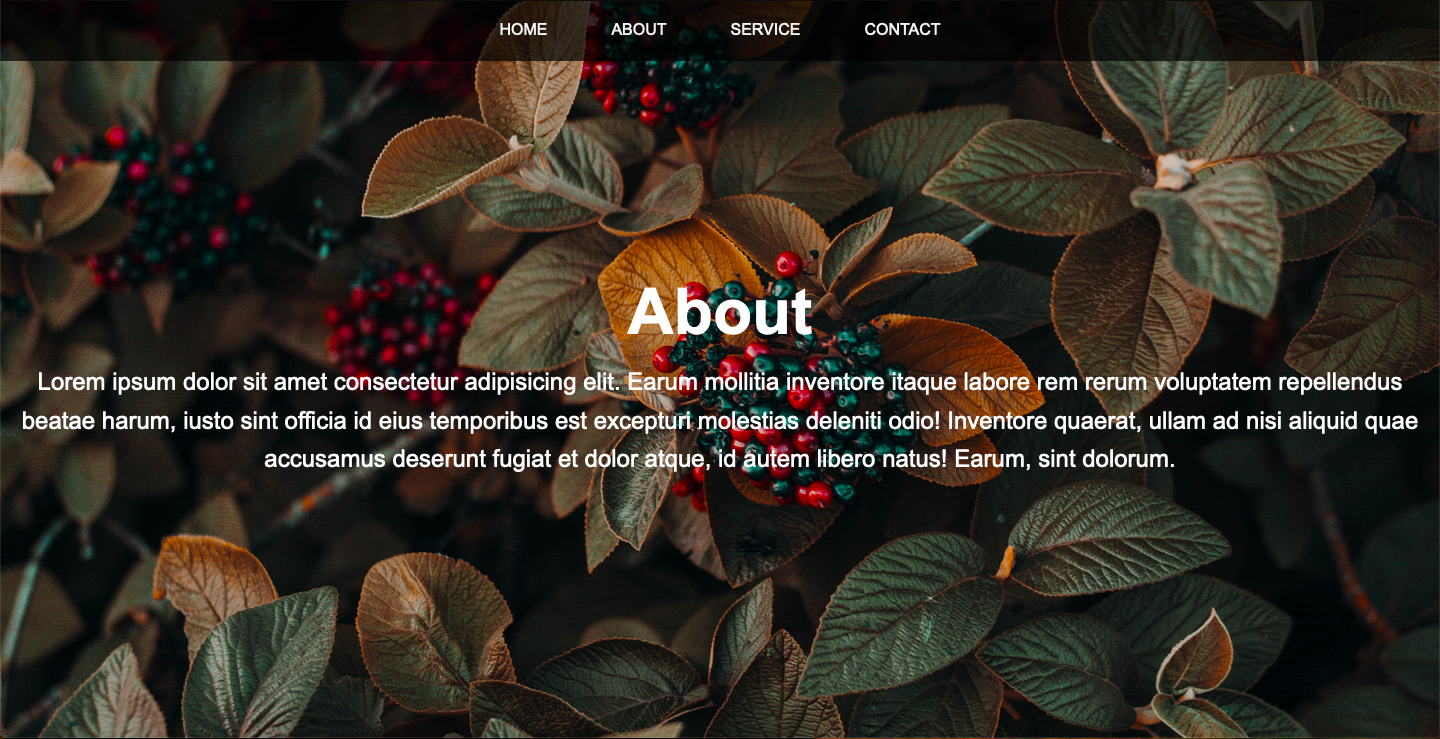 HOME ABOUT SERVICE CONTACT
About
Lorem ipsum dolor sit amet consectetur adipisicing elit. Earum mollitia inventore itaque labore rem rerum voluptatem repellendus
beatae harum, iusto sint officia id eius temporibus est excepturi molestias deleniti odio! Inventore quaerat, ullam ad nisi aliquid quae
accusamus deserunt fugiat et dolor atque, id autem libero natus! Earum, sint dolorum.